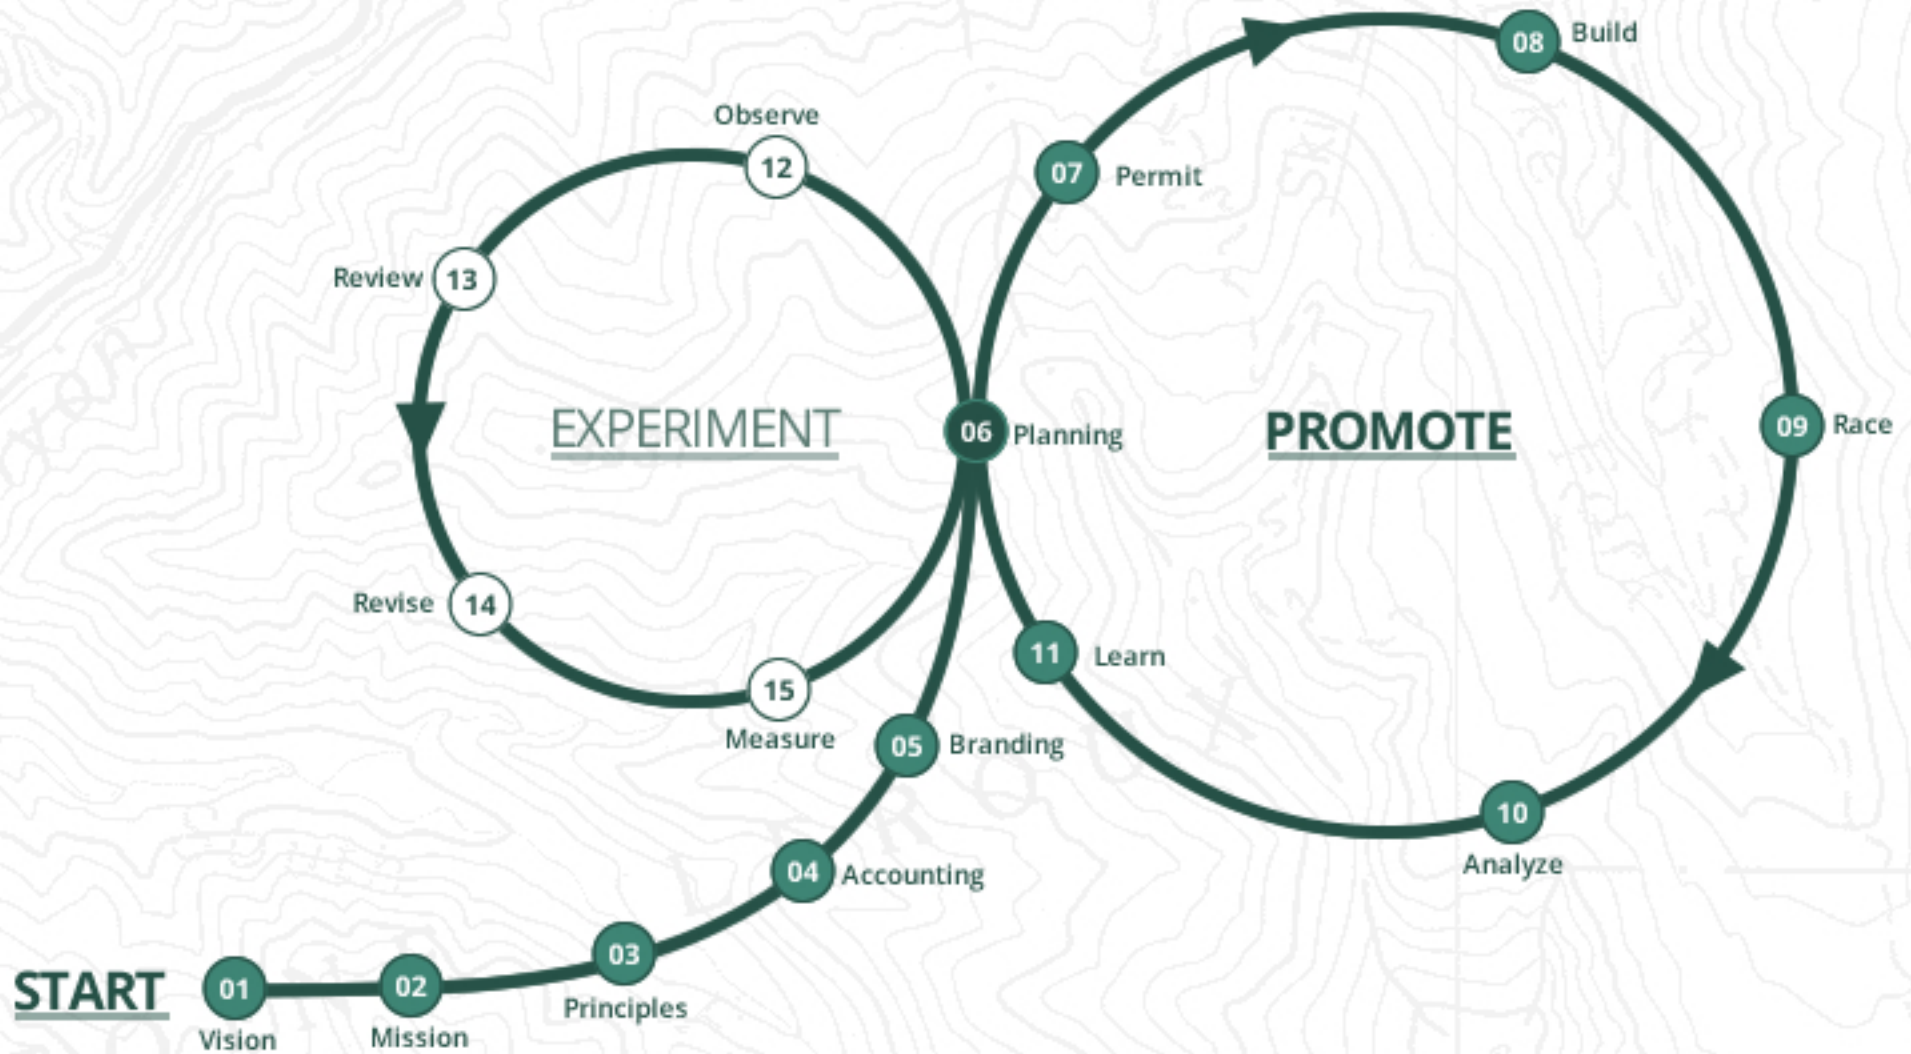 START
01
Vision
02
Mission
03
Principles
04
Accounting
05
Branding
06
Planning
PROMOTE
07
Permit
08
Build
09
Race
10
Analyze
11
Learn
EXPERIMENT
12
Observe
13
Review
14
Revise
15
Measure